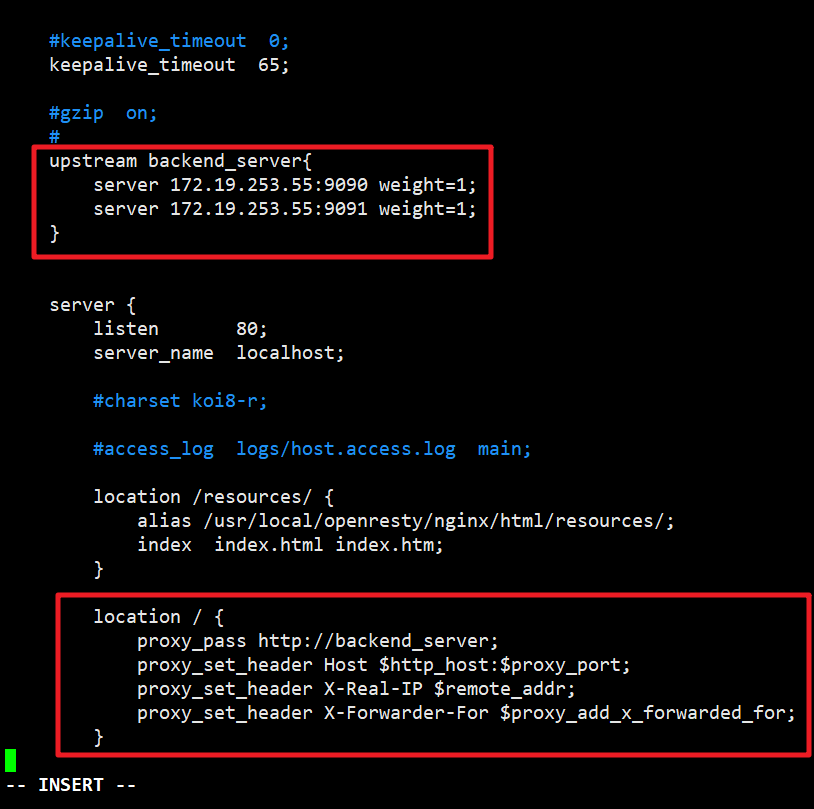 #keepalive_timeout  0;
keepalive_timeout  65;
#gzip  on;
#
upstream backend_server{
server 172.19.253.55:9090 weight=1;
server 172.19.253.55:9091 weight=1;
}
server {
listen       80;
server_name  localhost;
#charset koi8-r;
#access_log  logs/host.access.log  main;
location /resources/ {
alias /usr/local/openresty/nginx/html/resources/;
index  index.html index.htm;
}
location / {
proxy_pass http://backend_server;
proxy_set_header Host $http_host:$proxy_port;
proxy_set_header X-Real-IP $remote_addr;
proxy_set_header X-Forwarder-For $proxy_add_x_forwarded_for;
}
-- INSERT --